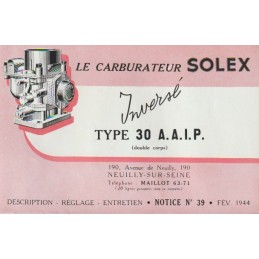 LE CARBURATEUR SOLEX
Inversé
TYPE 30 A.A.I.P.
(double corps)
190, Avenue de Neuilly, 190
NEUILLY-SUR-SEINE
Téléphone : MAILLOT 63-71
DESCRIPTION - REGLAGE - ENTRETIEN • NOTICE N° 39 • FÉV. 1944